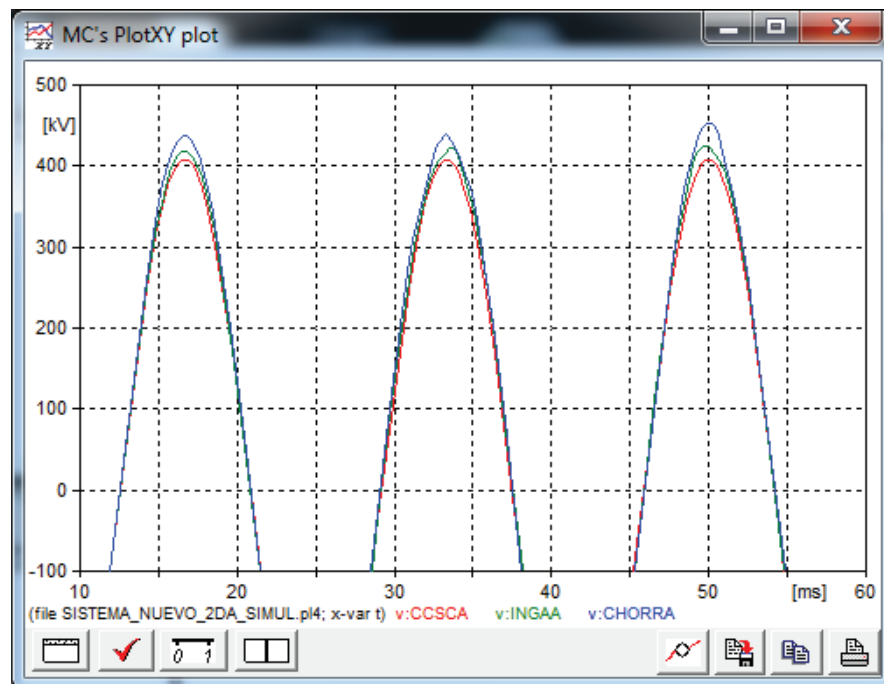 MC's PlotXY plot
500
[kV]
400
300
200
100
0
-100
10 20 30 40 50 [ms] 60
(file SISTEMA_NUEVO_2DA_SIMUL.pl4; x-var t) v:CCSCA v:INGAA v:CHORRA
0 1